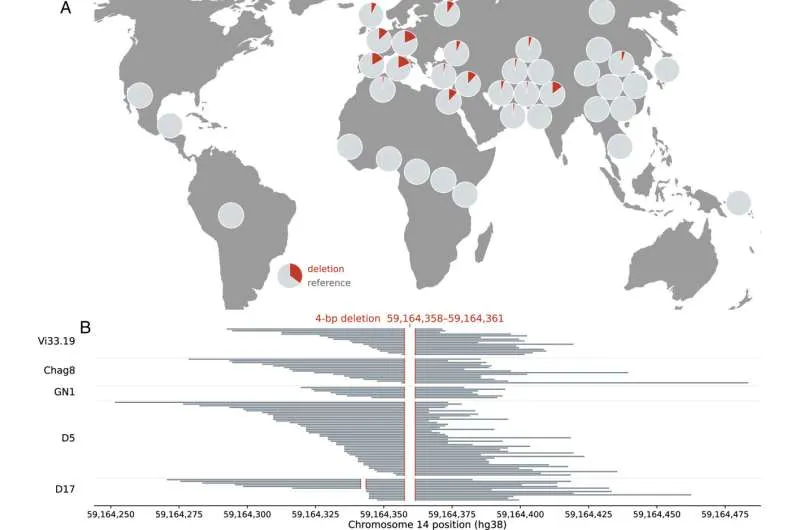 A
deletion
reference
B
4-bp deletion 59,164,358–59,164,361
Vi33.19
Chag8
GN1
D5
D17
59,164,250 59,164,275 59,164,300 59,164,325 59,164,350 59,164,375 59,164,400 59,164,425 59,164,450 59,164,475
Chromosome 14 position (hg38)